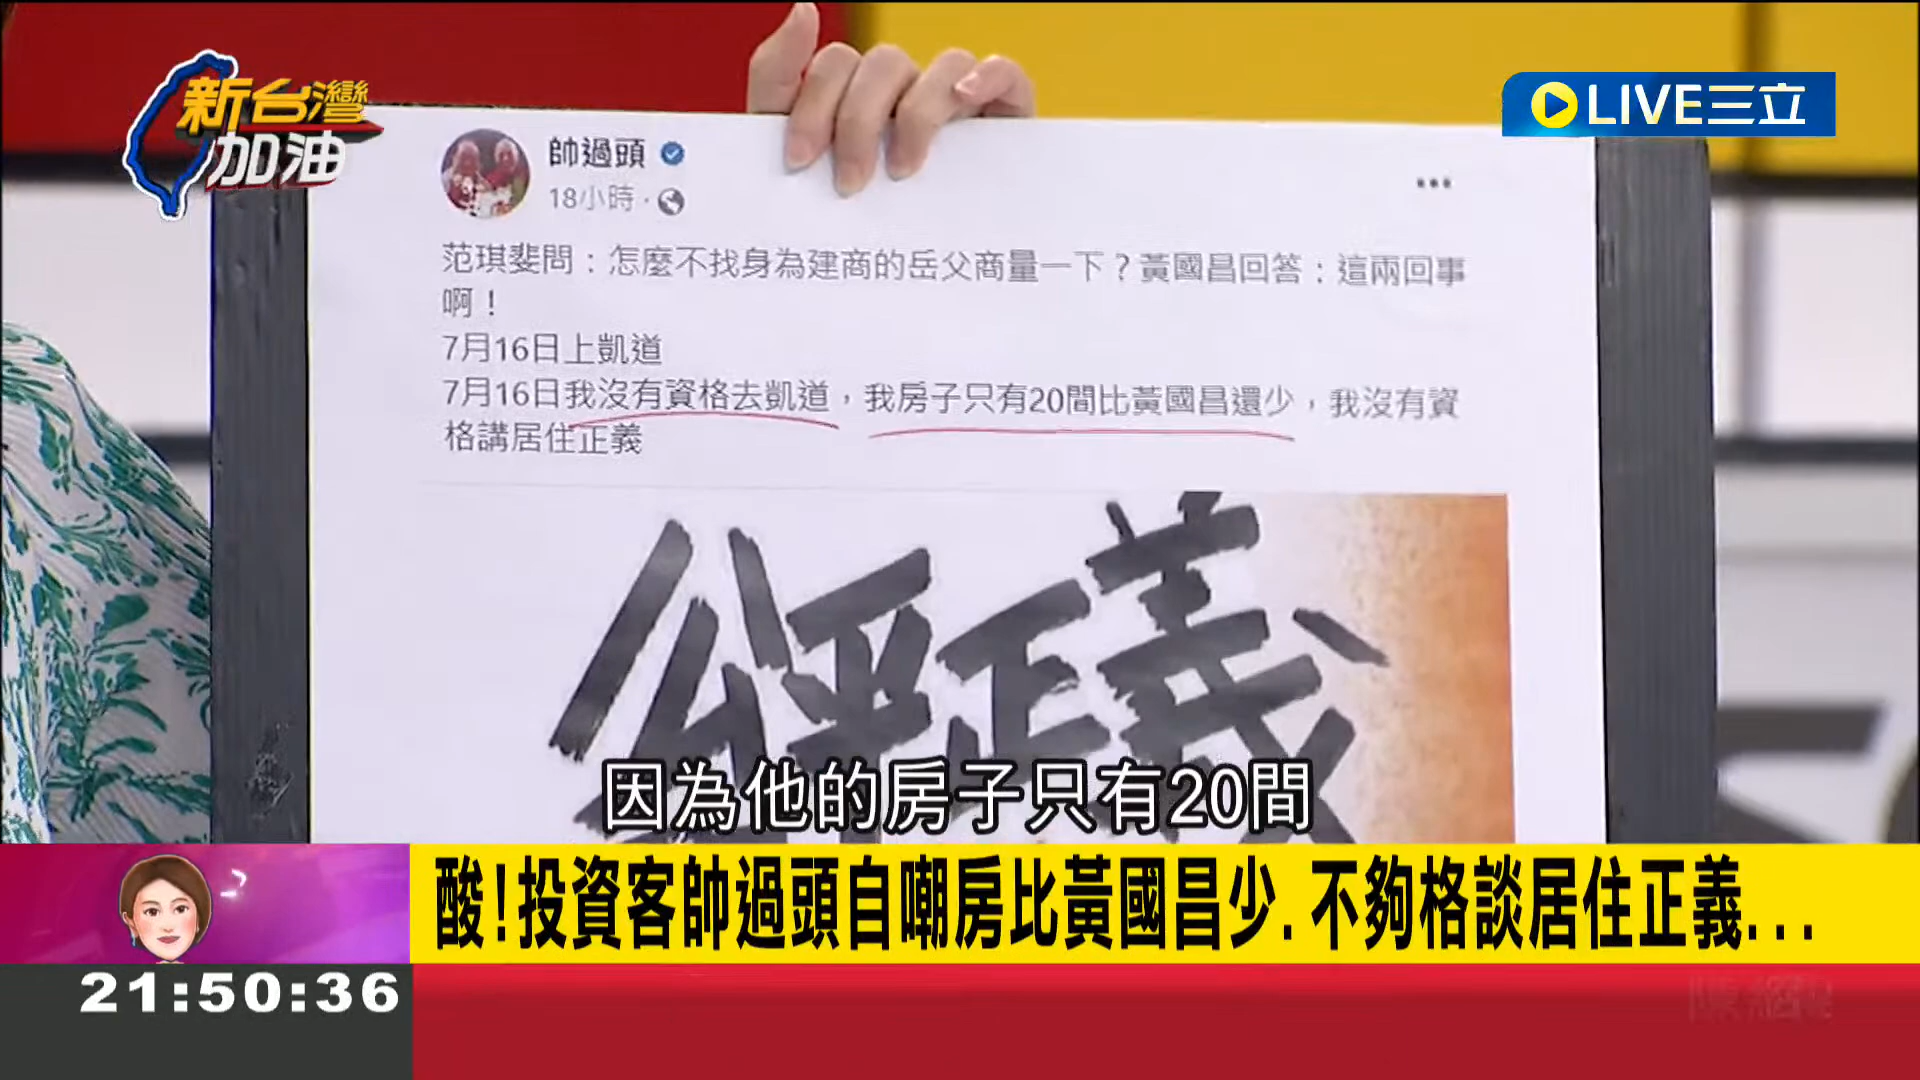 新台灣
加油
LIVE三立
帥過頭
18小時
范琪斐問：怎麼不找身為建商的岳父商量一下？黃國昌回答：這兩回事
啊！
7月16日上凱道
7月16日我沒有資格去凱道，我房子只有20間比黃國昌還少，我沒有資
格講居住正義
公平正義
因為他的房子只有20間
酸!投資客帥過頭自嘲房比黃國昌少.不夠格談居住正義...
21:50:36